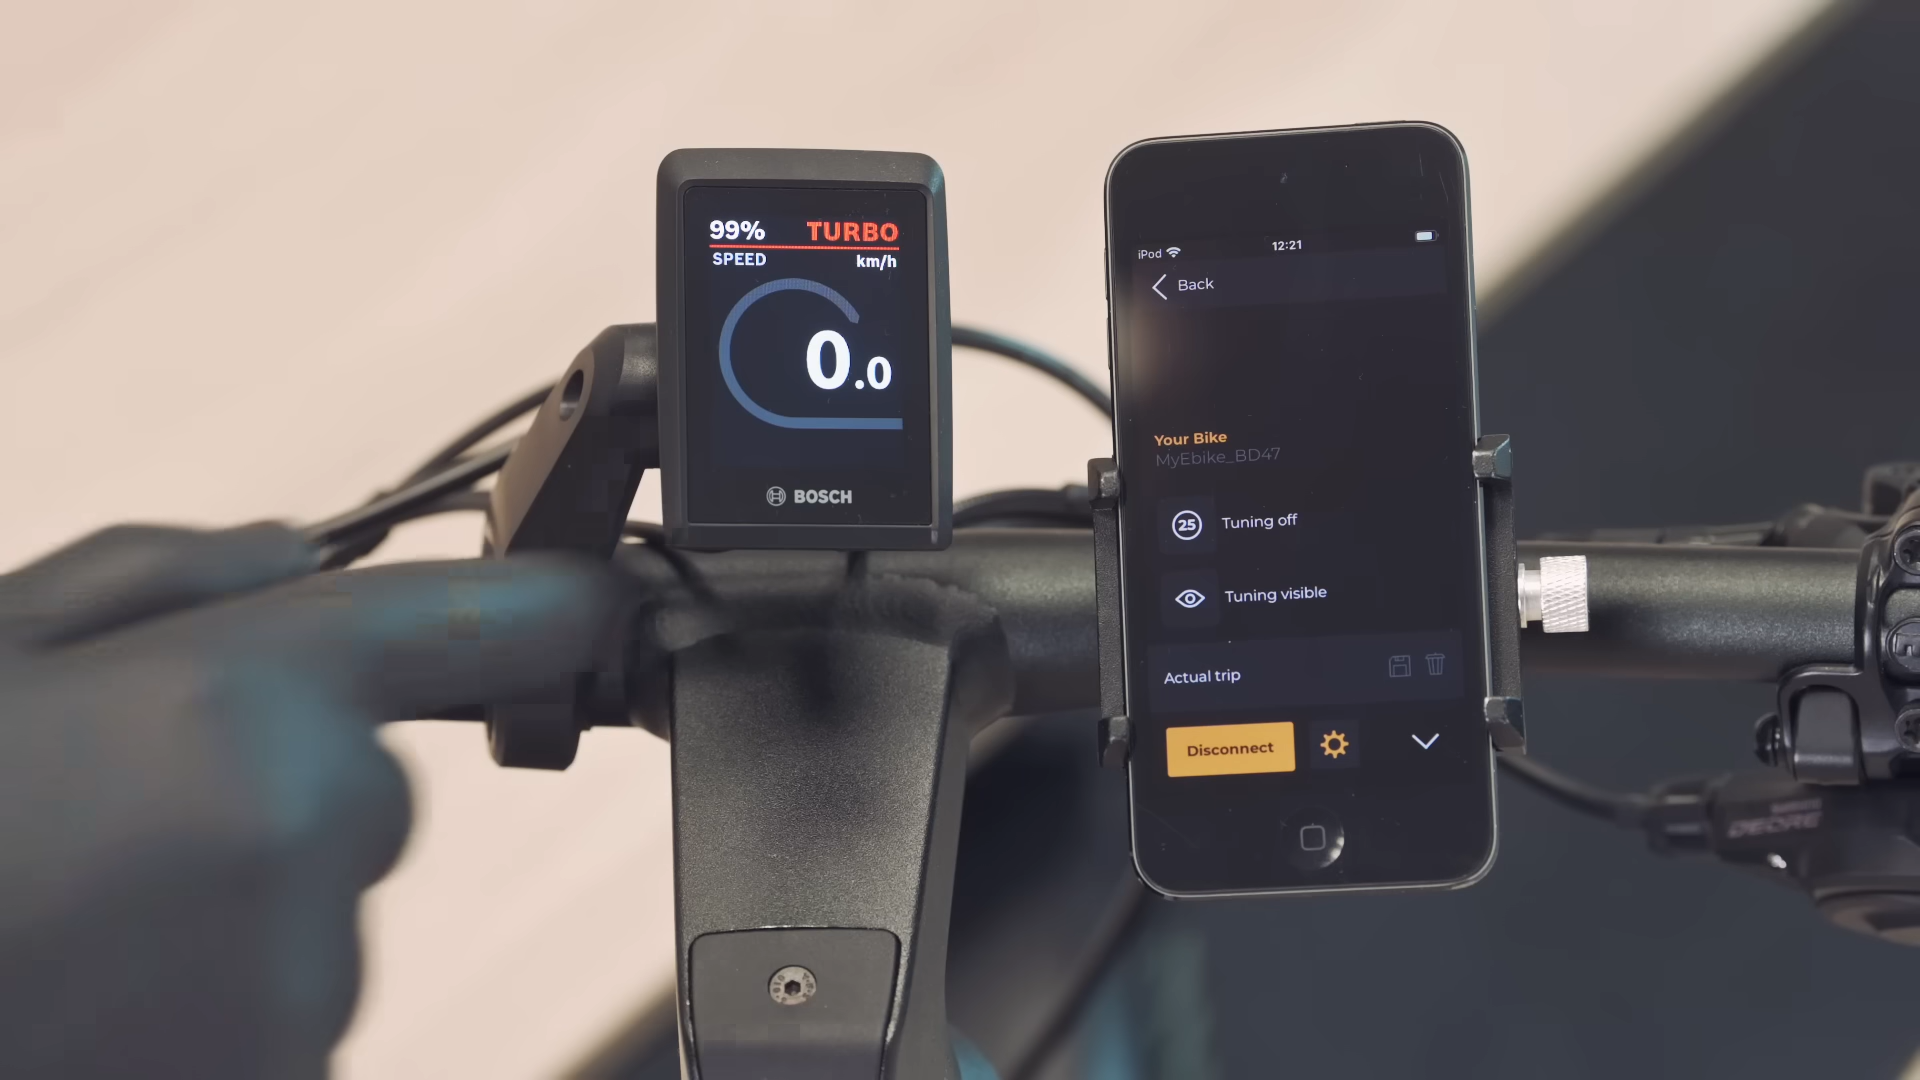 99% TURBO
SPEED km/h
0.0
BOSCH
iPod 12:21
Back
Your Bike
MyEbike_BD47
25 Tuning off
Tuning visible
Actual trip
Disconnect
DEORE